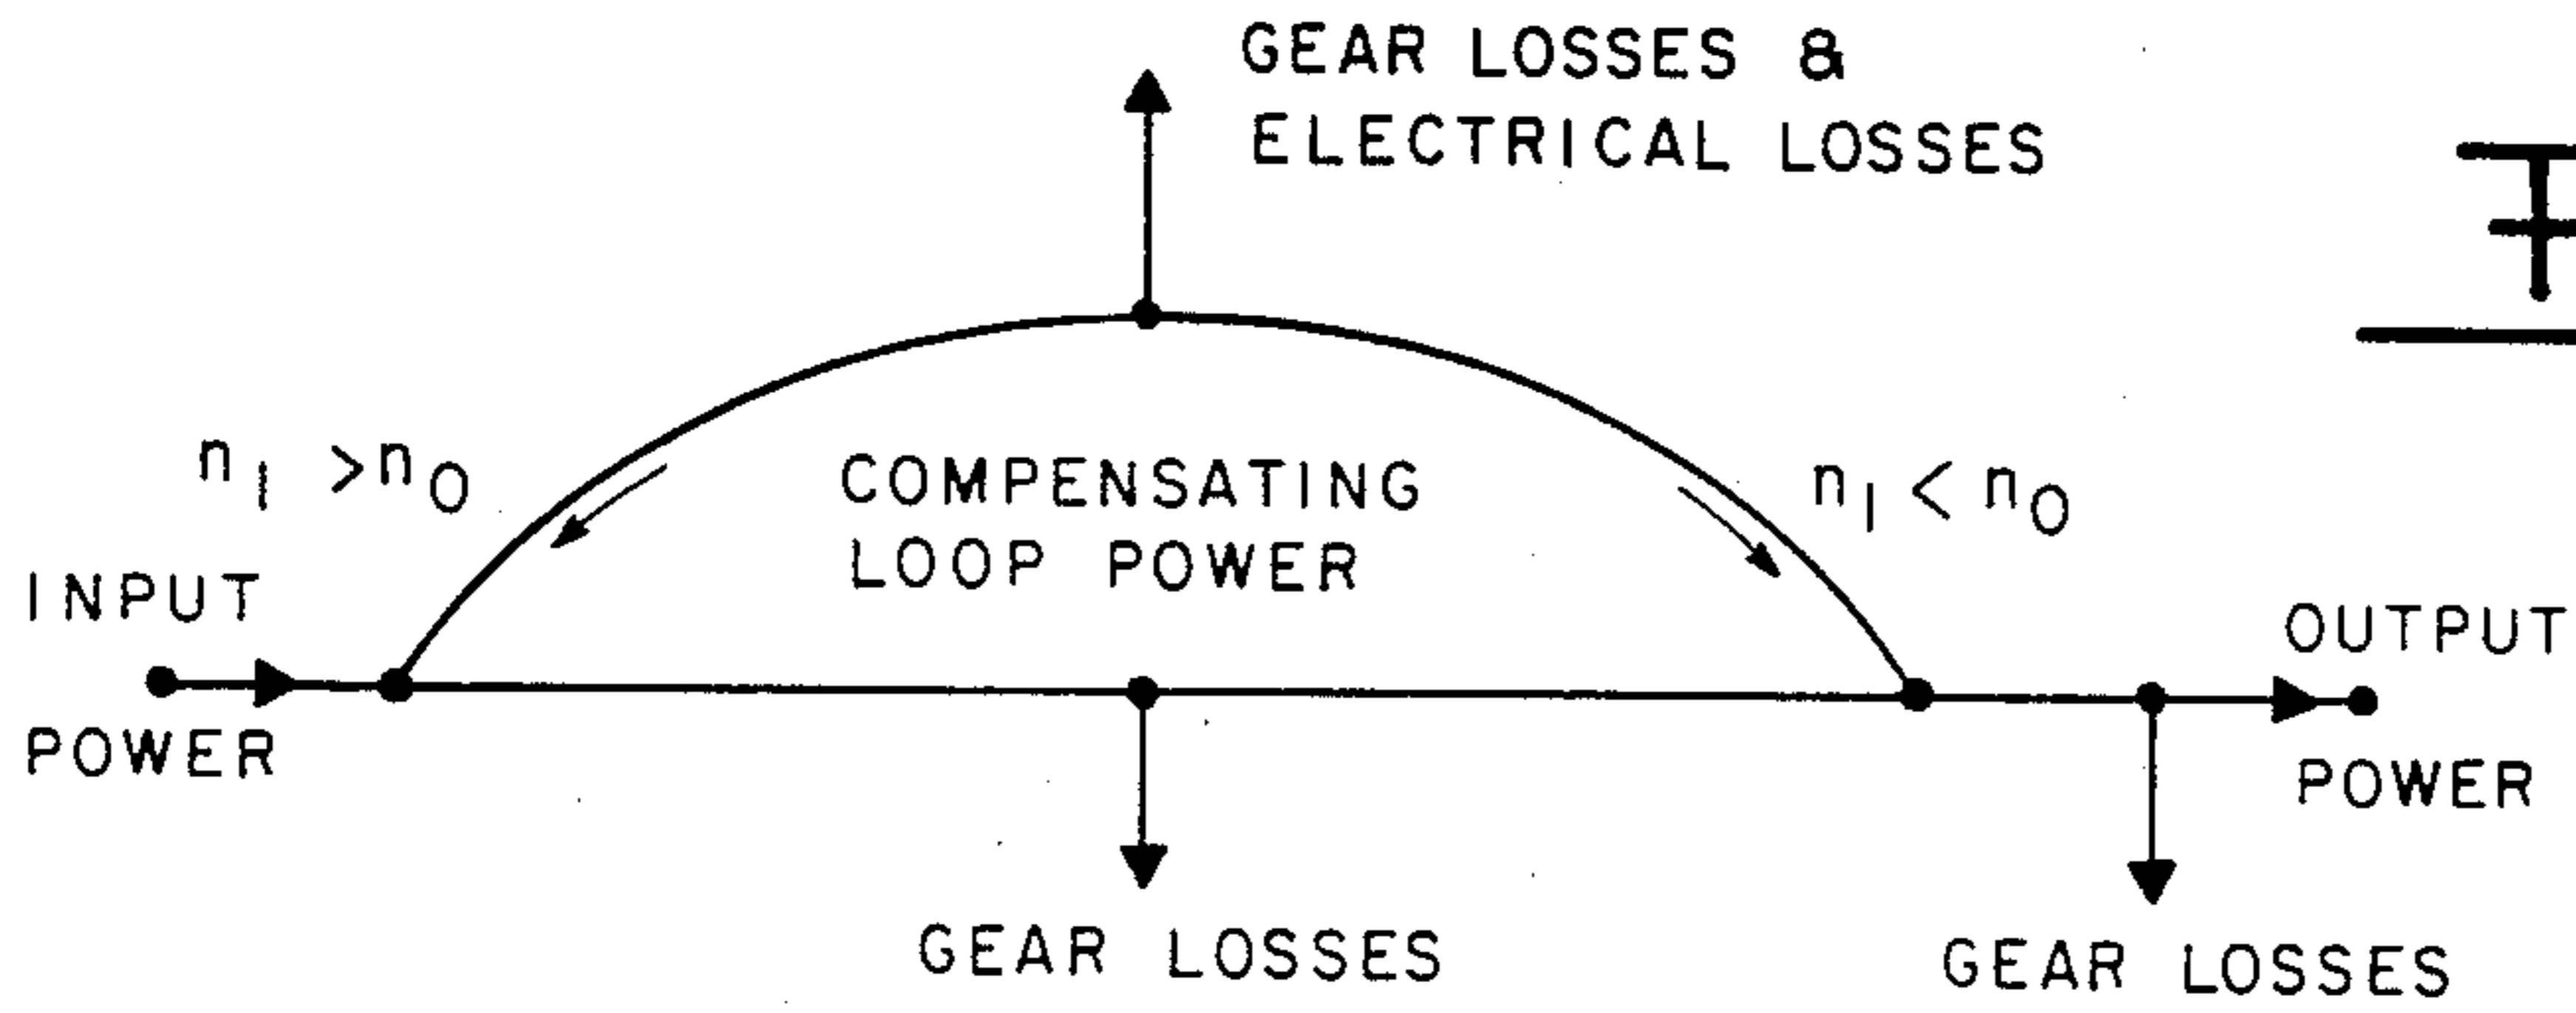 GEAR LOSSES &
ELECTRICAL LOSSES
n₁ > n₀
COMPENSATING
LOOP POWER
n₁ < n₀
INPUT
POWER
OUTPUT
POWER
GEAR LOSSES
GEAR LOSSES